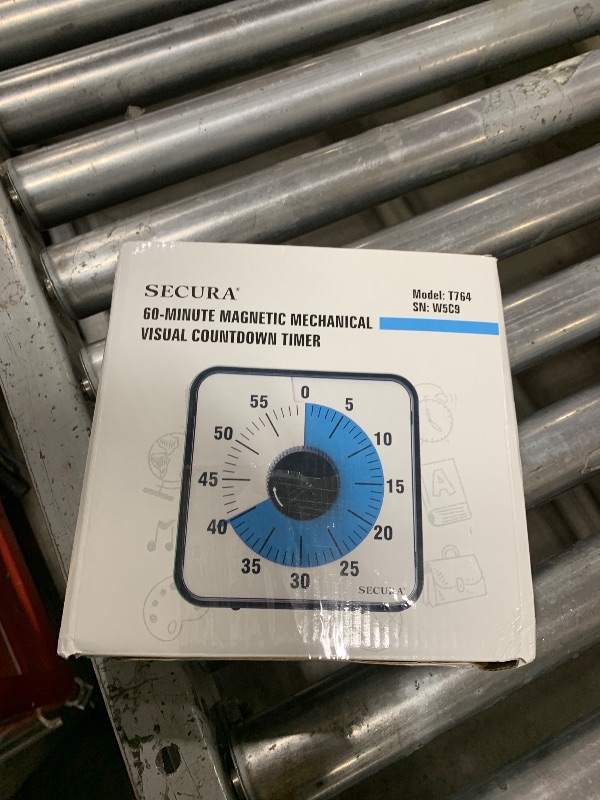 SECURA®
60-MINUTE MAGNETIC MECHANICAL
VISUAL COUNTDOWN TIMER
Model: T764
SN: W5C9
0
5
10
15
20
25
30
35
40
45
50
55
SECURA
A